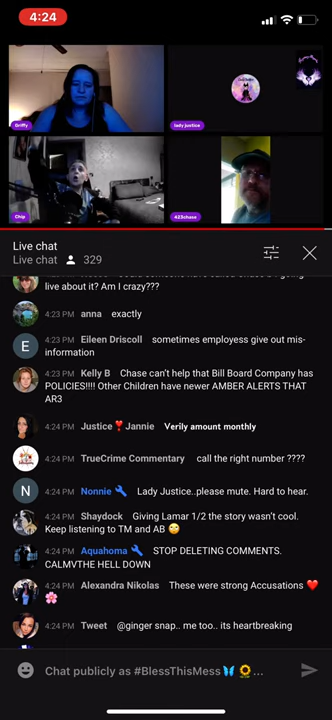 4:24
Griffy
lady justice
Chip
423chase
Live chat
Live chat 329
live about it? Am I crazy???
4:23 PM anna exactly
4:23 PM Eileen Driscoll sometimes employess give out mis-
information
4:23 PM Kelly B Chase can't help that Bill Board Company has
POLICIES!!!! Other Children have newer AMBER ALERTS THAT
AR3
4:24 PM Justice❣️Jannie Verily amount monthly
4:24 PM TrueCrime Commentary call the right number ????
4:24 PM Nonnie Lady Justice..please mute. Hard to hear.
4:24 PM Shaydock Giving Lamar 1/2 the story wasn't cool.
Keep listening to TM and AB 🙄
4:24 PM Aquahoma STOP DELETING COMMENTS.
CALMVTHE HELL DOWN
4:24 PM Alexandra Nikolas These were strong Accusations ❤️
🌸
4:24 PM Tweet @ginger snap.. me too.. its heartbreaking
Chat publicly as #BlessThisMess🦋🌻...